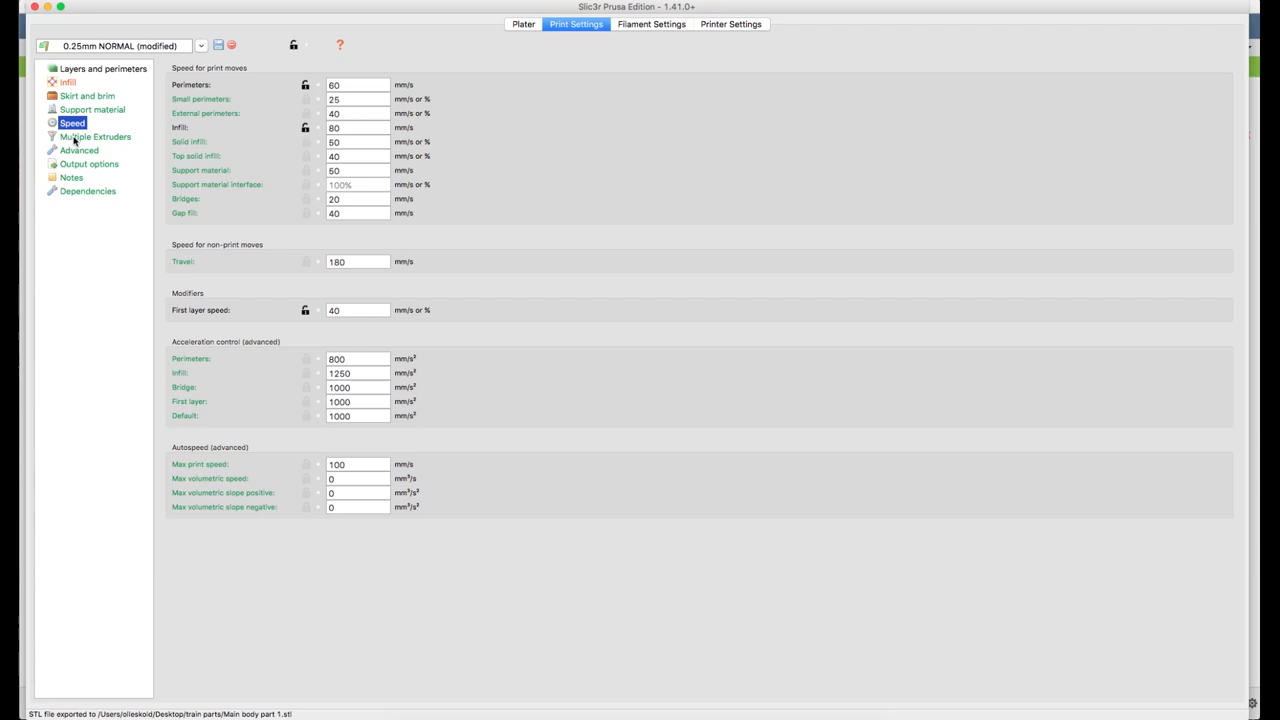 Slic3r Prusa Edition - 1.41.0+
Plater Print Settings Filament Settings Printer Settings
0.25mm NORMAL (modified)
?
Layers and perimeters
Infill
Skirt and brim
Support material
Speed
Multiple Extruders
Advanced
Output options
Notes
Dependencies
Speed for print moves
Perimeters: 60 mm/s
Small perimeters: 25 mm/s or %
External perimeters: 40 mm/s or %
Infill: 80 mm/s
Solid infill: 50 mm/s or %
Top solid infill: 40 mm/s or %
Support material: 50 mm/s
Support material interface: 100% mm/s or %
Bridges: 20 mm/s
Gap fill: 40 mm/s
Speed for non-print moves
Travel: 180 mm/s
Modifiers
First layer speed: 40 mm/s or %
Acceleration control (advanced)
Perimeters: 800 mm/s²
Infill: 1250 mm/s²
Bridge: 1000 mm/s²
First layer: 1000 mm/s²
Default: 1000 mm/s²
Autospeed (advanced)
Max print speed: 100 mm/s
Max volumetric speed: 0 mm³/s
Max volumetric slope positive: 0 mm³/s²
Max volumetric slope negative: 0 mm³/s²
STL file exported to /Users/olleskold/Desktop/train parts/Main body part 1.stl